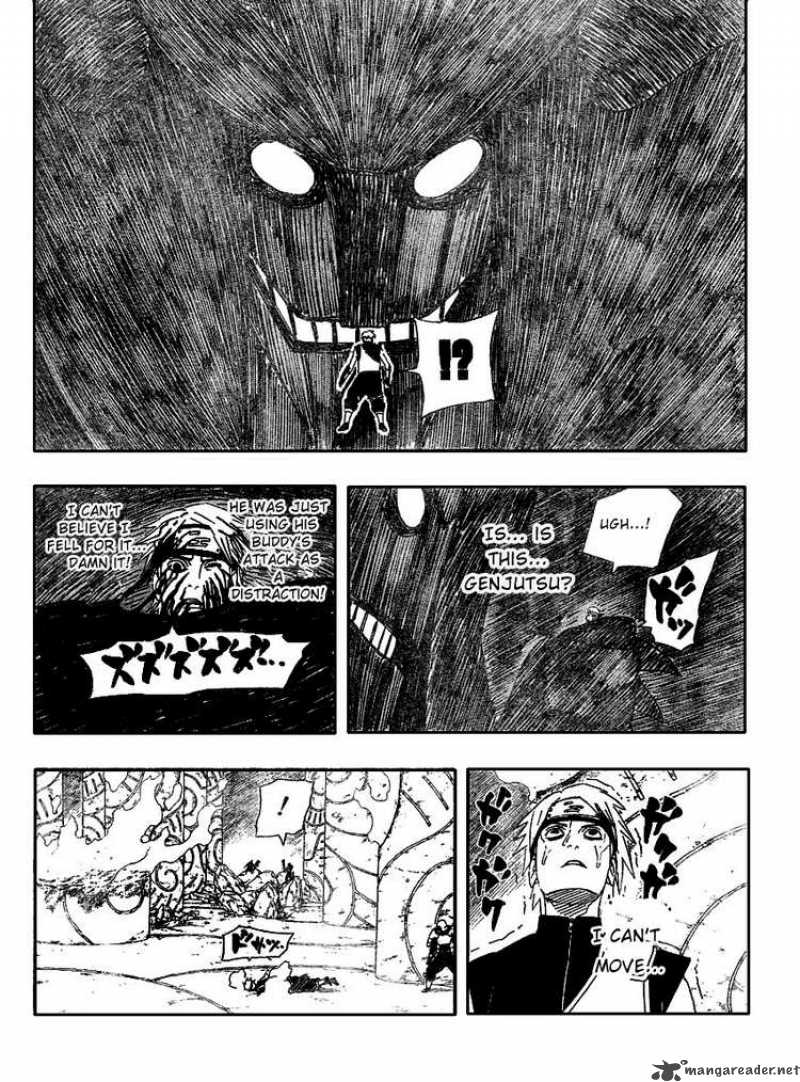 !?
UGH...!
IS... IS
THIS...
GENJUTSU?
ガッ
HE WAS JUST
USING HIS
BUDDY'S
ATTACK AS
A
DISTRACTION!
I CAN'T
BELIEVE I
FELL FOR IT...
DAMN IT!
ズズズズズ...
ガクガク
ガクガク
I CAN'T
MOVE...
!
ドサッ...
mangareader.net